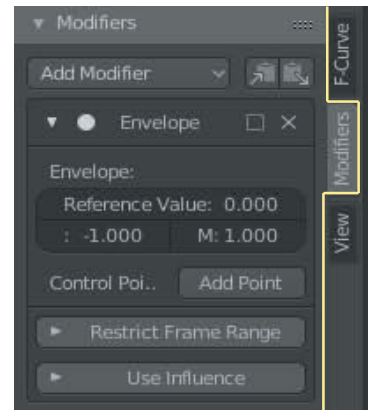 Modifiers
Add Modifier
Envelope
Envelope:
Reference Value: 0.000
: -1.000 M: 1.000
Control Poi.. Add Point
Restrict Frame Range
Use Influence
F-Curve
Modifiers
View